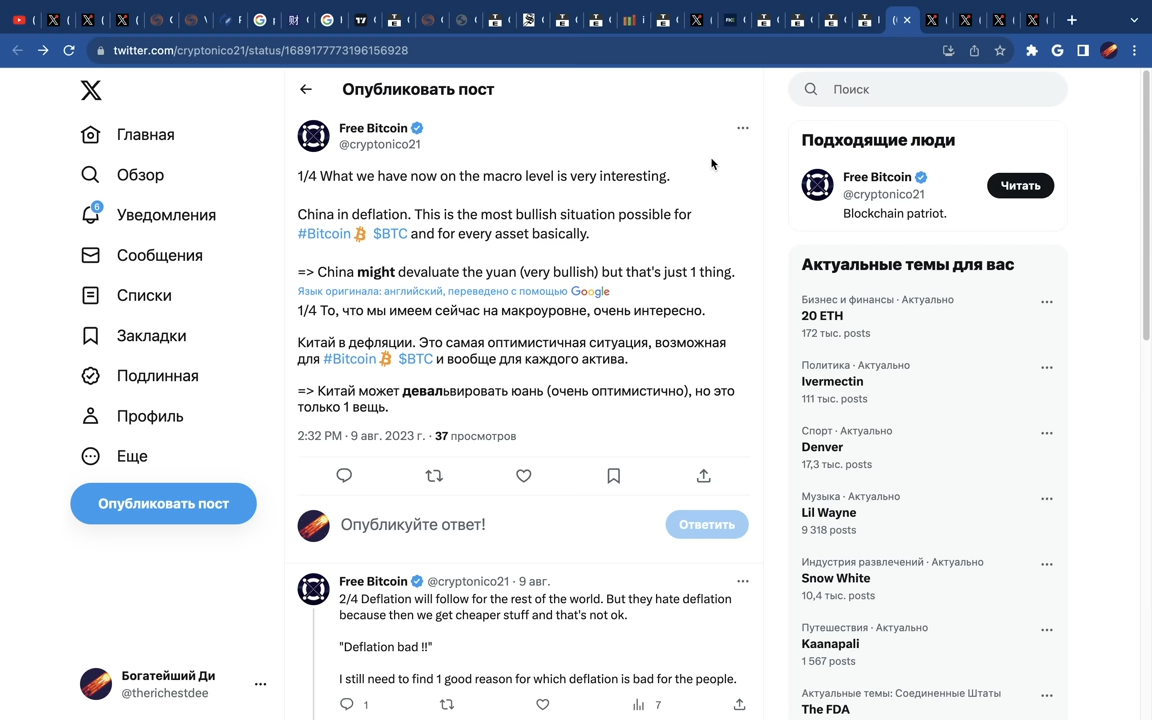 twitter.com/cryptonico21/status/1689177773196156928
Опубликовать пост
Поиск
Главная
Обзор
6
Уведомления
Сообщения
Списки
Закладки
Подлинная
Профиль
Еще
Опубликовать пост
Богатейший Ди
@therichestdee
Free Bitcoin
@cryptonico21
1/4 What we have now on the macro level is very interesting.
China in deflation. This is the most bullish situation possible for
#Bitcoin $BTC and for every asset basically.
=> China might devaluate the yuan (very bullish) but that's just 1 thing.
Язык оригинала: английский, переведено с помощью Google
1/4 То, что мы имеем сейчас на макроуровне, очень интересно.
Китай в дефляции. Это самая оптимистичная ситуация, возможная
для #Bitcoin $BTC и вообще для каждого актива.
=> Китай может девальвировать юань (очень оптимистично), но это
только 1 вещь.
2:32 PM · 9 авг. 2023 г. · 37 просмотров
Опубликуйте ответ!
Ответить
Free Bitcoin @cryptonico21 · 9 авг.
2/4 Deflation will follow for the rest of the world. But they hate deflation
because then we get cheaper stuff and that's not ok.
"Deflation bad !!"
I still need to find 1 good reason for which deflation is bad for the people.
1
7
Подходящие люди
Free Bitcoin
@cryptonico21
Читать
Blockchain patriot.
Актуальные темы для вас
Бизнес и финансы · Актуально
20 ETH
172 тыс. posts
Политика · Актуально
Ivermectin
111 тыс. posts
Спорт · Актуально
Denver
17,3 тыс. posts
Музыка · Актуально
Lil Wayne
9 318 posts
Индустрия развлечений · Актуально
Snow White
10,4 тыс. posts
Путешествия · Актуально
Kaanapali
1 567 posts
Актуальные темы: Соединенные Штаты
The FDA